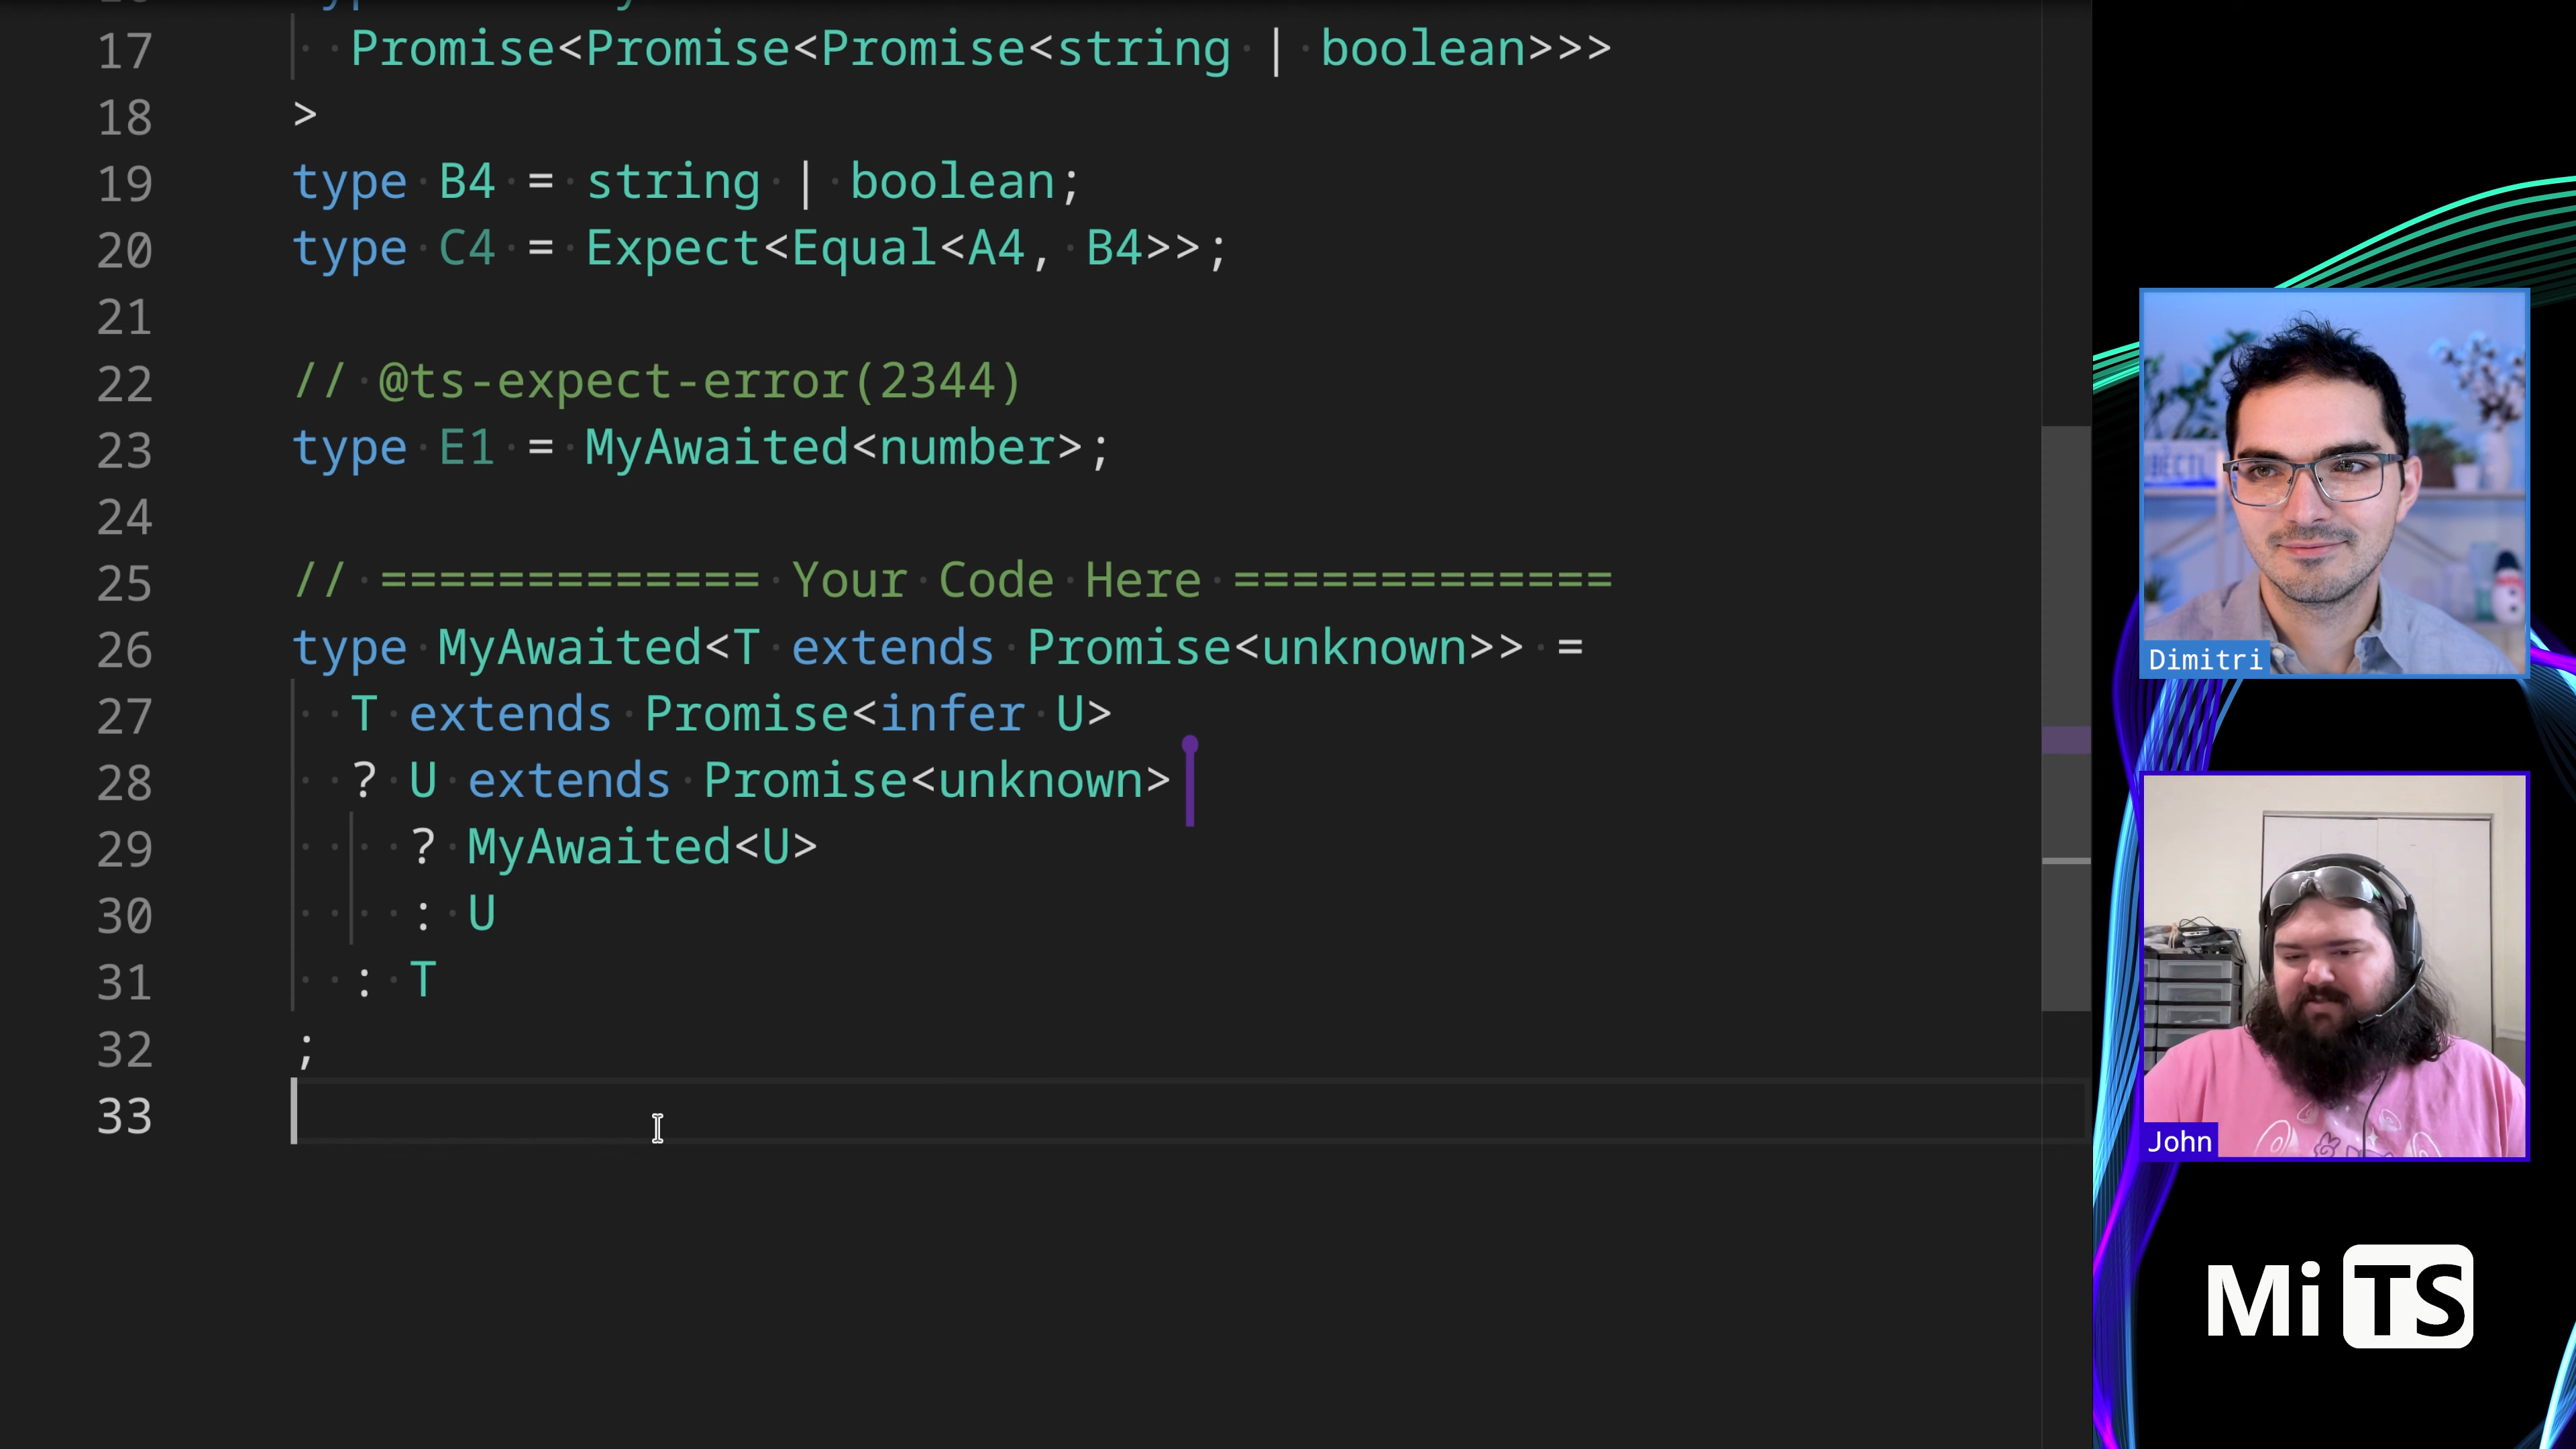 17 Promise<Promise<Promise<string | boolean>>>
18 >
19 type B4 = string | boolean;
20 type C4 = Expect<Equal<A4, B4>>;
21
22 // @ts-expect-error(2344)
23 type E1 = MyAwaited<number>;
24
25 // ============= Your Code Here =============
26 type MyAwaited<T extends Promise<unknown>> =
27 T extends Promise<infer U>
28 ? U extends Promise<unknown>
29 ? MyAwaited<U>
30 : U
31 : T
32 ;
33
Dimitri
John
Mi TS